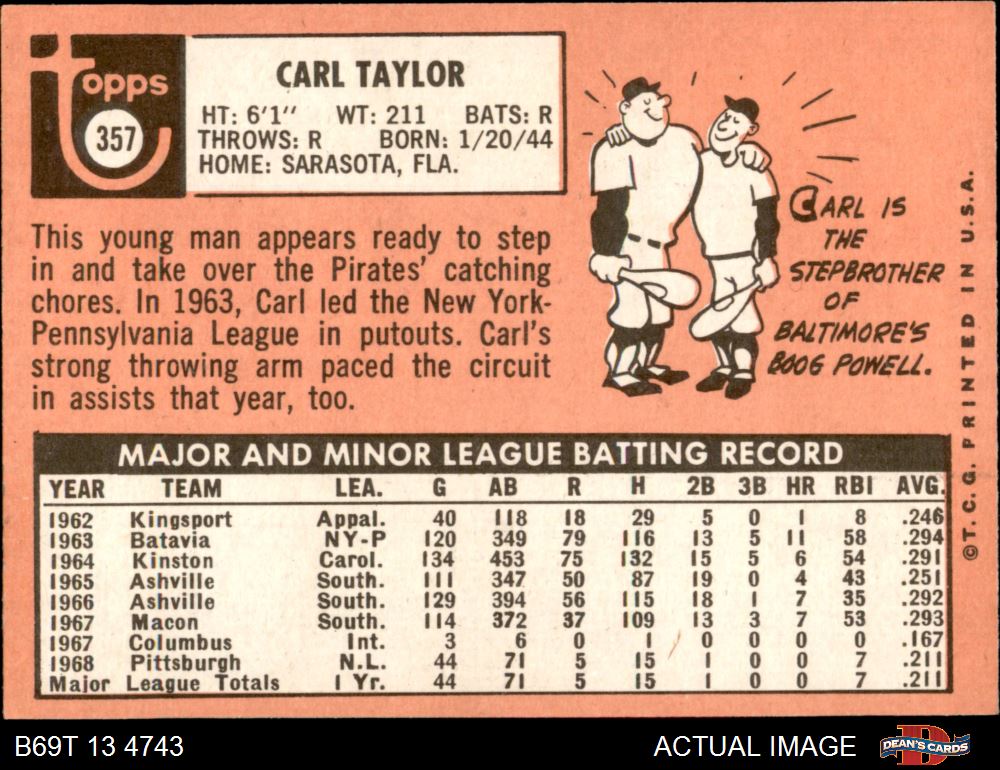 topps
357
CARL TAYLOR
HT: 6'1" WT: 211 BATS: R
THROWS: R BORN: 1/20/44
HOME: SARASOTA, FLA.
This young man appears ready to step
in and take over the Pirates' catching
chores. In 1963, Carl led the New York-
Pennsylvania League in putouts. Carl's
strong throwing arm paced the circuit
in assists that year, too.
CARL IS
THE
STEPBROTHER
OF
BALTIMORE'S
BOOG POWELL.
©T. C. G. PRINTED IN U.S.A.
MAJOR AND MINOR LEAGUE BATTING RECORD
YEAR TEAM LEA. G AB R H 2B 3B HR RBI AVG.
1962 Kingsport Appal. 40 118 18 29 5 0 1 8 .246
1963 Batavia NY-P 120 349 79 116 13 5 11 58 .294
1964 Kinston Carol. 134 453 75 132 15 5 6 54 .291
1965 Ashville South. 111 347 50 87 19 0 4 43 .251
1966 Ashville South. 129 394 56 115 18 1 7 35 .292
1967 Macon South. 114 372 37 109 13 3 7 53 .293
1967 Columbus Int. 3 6 0 1 0 0 0 0 .167
1968 Pittsburgh N.L. 44 71 5 15 1 0 0 7 .211
Major League Totals 1 Yr. 44 71 5 15 1 0 0 7 .211
B69T 13 4743
ACTUAL IMAGE
D
DEAN'S CARDS